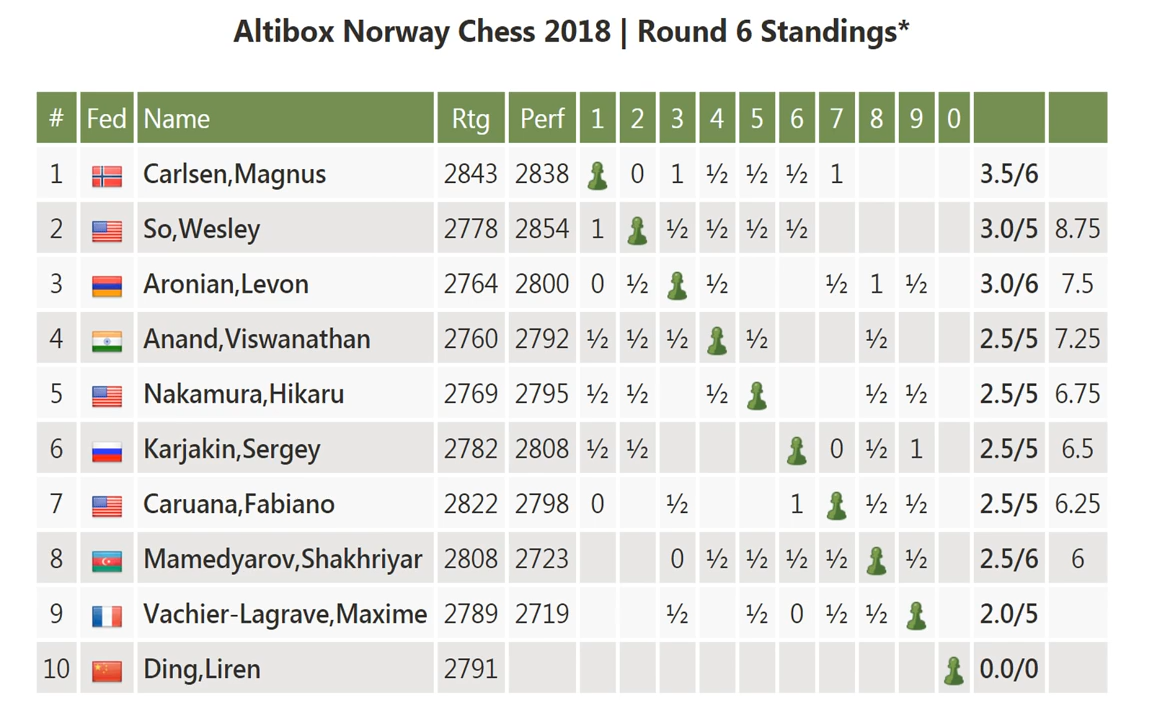 Altibox Norway Chess 2018 | Round 6 Standings*
# Fed Name Rtg Perf 1 2 3 4 5 6 7 8 9 0
1 Carlsen,Magnus 2843 2838 0 1 ½ ½ ½ 1 3.5/6
2 So,Wesley 2778 2854 1 ½ ½ ½ ½ 3.0/5 8.75
3 Aronian,Levon 2764 2800 0 ½ ½ ½ 1 ½ 3.0/6 7.5
4 Anand,Viswanathan 2760 2792 ½ ½ ½ ½ ½ 2.5/5 7.25
5 Nakamura,Hikaru 2769 2795 ½ ½ ½ ½ ½ 2.5/5 6.75
6 Karjakin,Sergey 2782 2808 ½ ½ 0 ½ 1 2.5/5 6.5
7 Caruana,Fabiano 2822 2798 0 ½ 1 ½ ½ 2.5/5 6.25
8 Mamedyarov,Shakhriyar 2808 2723 0 ½ ½ ½ ½ ½ 2.5/6 6
9 Vachier-Lagrave,Maxime 2789 2719 ½ ½ 0 ½ ½ 2.0/5
10 Ding,Liren 2791 0.0/0